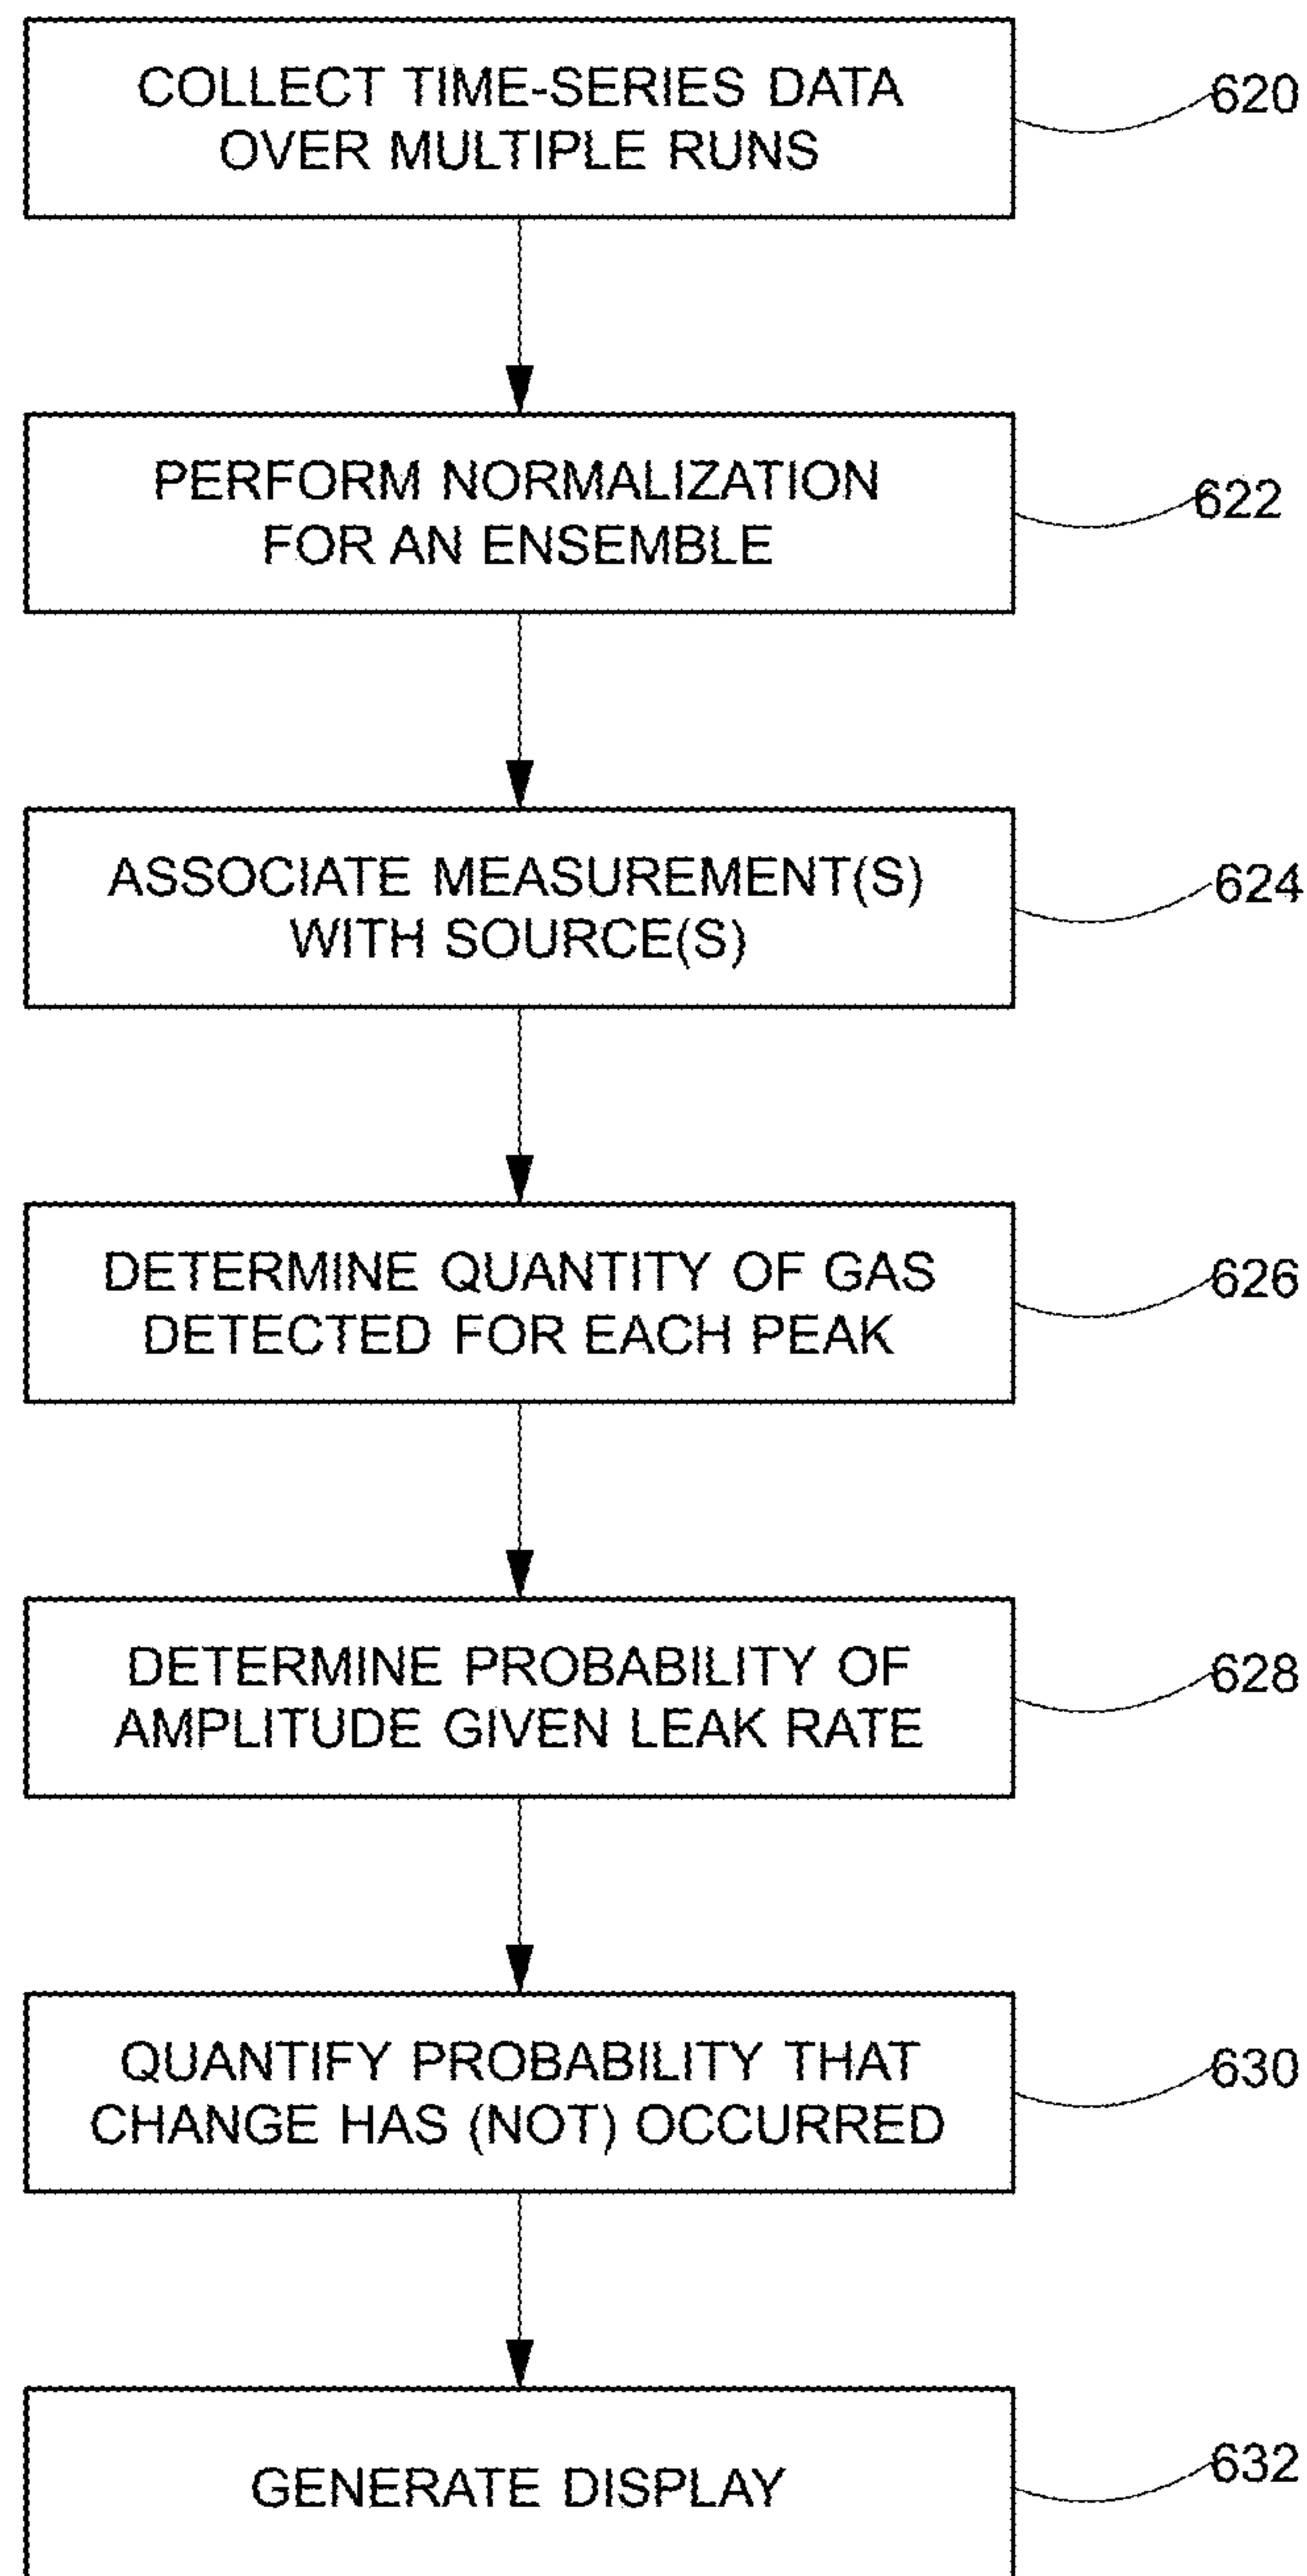 COLLECT TIME-SERIES DATA
OVER MULTIPLE RUNS
620
PERFORM NORMALIZATION
FOR AN ENSEMBLE
622
ASSOCIATE MEASUREMENT(S)
WITH SOURCE(S)
624
DETERMINE QUANTITY OF GAS
DETECTED FOR EACH PEAK
626
DETERMINE PROBABILITY OF
AMPLITUDE GIVEN LEAK RATE
628
QUANTIFY PROBABILITY THAT
CHANGE HAS (NOT) OCCURRED
630
GENERATE DISPLAY
632